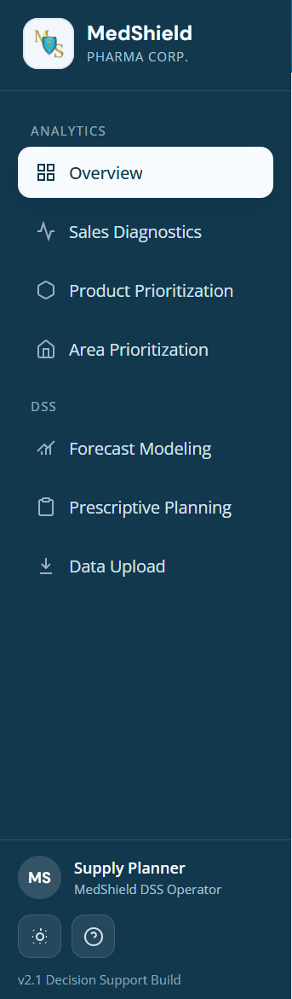 MS
MedShield
PHARMA CORP.
ANALYTICS
Overview
Sales Diagnostics
Product Prioritization
Area Prioritization
DSS
Forecast Modeling
Prescriptive Planning
Data Upload
MS
Supply Planner
MedShield DSS Operator
v2.1 Decision Support Build